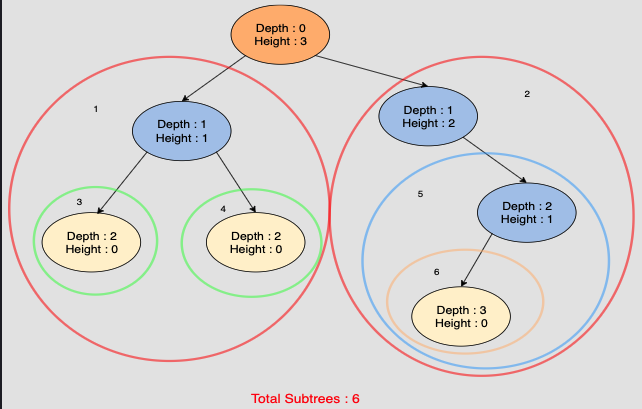 Depth : 0
Height : 3
1
2
Depth : 1
Height : 1
Depth : 1
Height : 2
3
4
5
Depth : 2
Height : 0
Depth : 2
Height : 0
Depth : 2
Height : 1
6
Depth : 3
Height : 0
Total Subtrees : 6